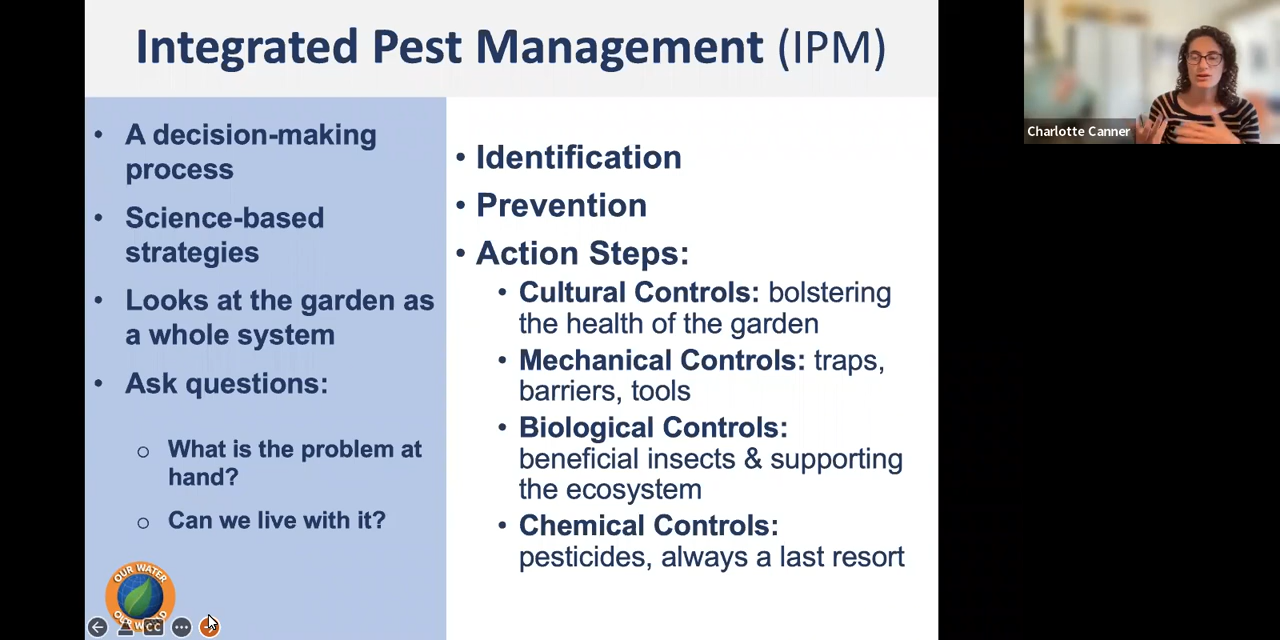 Integrated Pest Management (IPM)
• A decision-making
process
• Science-based
strategies
• Looks at the garden as
a whole system
• Ask questions:
o What is the problem at
hand?
o Can we live with it?
• Identification
• Prevention
• Action Steps:
• Cultural Controls: bolstering
the health of the garden
• Mechanical Controls: traps,
barriers, tools
• Biological Controls:
beneficial insects & supporting
the ecosystem
• Chemical Controls:
pesticides, always a last resort
OUR WATER
OUR WORLD
CC
Charlotte Canner